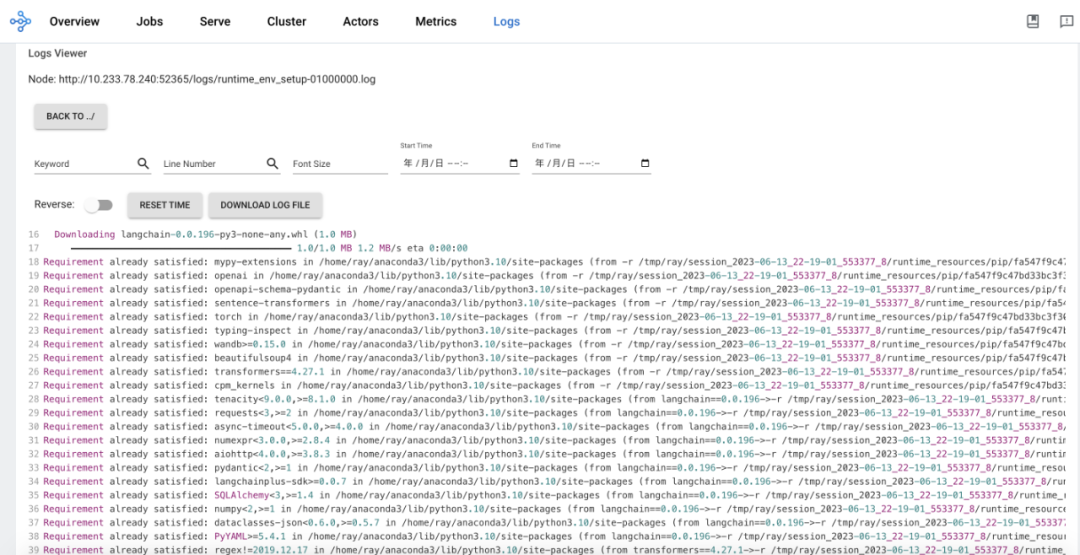 Overview Jobs Serve Cluster Actors Metrics Logs
Logs Viewer
Node: http://10.233.78.240:52365/logs/runtime_env_setup-01000000.log
BACK TO ../
Keyword Line Number Font Size Start Time 年 /月/日 --:-- End Time 年 /月/日 --:--
Reverse: RESET TIME DOWNLOAD LOG FILE
16 Downloading langchain-0.0.196-py3-none-any.whl (1.0 MB)
17 1.0/1.0 MB 1.2 MB/s eta 0:00:00
18 Requirement already satisfied: mypy-extensions in /home/ray/anaconda3/lib/python3.10/site-packages (from -r /tmp/ray/session_2023-06-13_22-19-01_553377_8/runtime_resources/pip/fa547f9c47
19 Requirement already satisfied: openai in /home/ray/anaconda3/lib/python3.10/site-packages (from -r /tmp/ray/session_2023-06-13_22-19-01_553377_8/runtime_resources/pip/fa547f9c47bd33bc3f
20 Requirement already satisfied: openapi-schema-pydantic in /home/ray/anaconda3/lib/python3.10/site-packages (from -r /tmp/ray/session_2023-06-13_22-19-01_553377_8/runtime_resources/pip/
21 Requirement already satisfied: sentence-transformers in /home/ray/anaconda3/lib/python3.10/site-packages (from -r /tmp/ray/session_2023-06-13_22-19-01_553377_8/runtime_resources/pip/fa5
22 Requirement already satisfied: torch in /home/ray/anaconda3/lib/python3.10/site-packages (from -r /tmp/ray/session_2023-06-13_22-19-01_553377_8/runtime_resources/pip/fa547f9c47bd33bc3f3
23 Requirement already satisfied: typing-inspect in /home/ray/anaconda3/lib/python3.10/site-packages (from -r /tmp/ray/session_2023-06-13_22-19-01_553377_8/runtime_resources/pip/fa547f9c47
24 Requirement already satisfied: wandb>=0.15.0 in /home/ray/anaconda3/lib/python3.10/site-packages (from -r /tmp/ray/session_2023-06-13_22-19-01_553377_8/runtime_resources/pip/fa547f9c47b
25 Requirement already satisfied: beautifulsoup4 in /home/ray/anaconda3/lib/python3.10/site-packages (from -r /tmp/ray/session_2023-06-13_22-19-01_553377_8/runtime_resources/pip/fa547f9c47b
26 Requirement already satisfied: transformers==4.27.1 in /home/ray/anaconda3/lib/python3.10/site-packages (from -r /tmp/ray/session_2023-06-13_22-19-01_553377_8/runtime_resources/pip/fa54
27 Requirement already satisfied: cpm_kernels in /home/ray/anaconda3/lib/python3.10/site-packages (from -r /tmp/ray/session_2023-06-13_22-19-01_553377_8/runtime_resources/pip/fa547f9c47bd3
28 Requirement already satisfied: tenacity<9.0.0,>=8.1.0 in /home/ray/anaconda3/lib/python3.10/site-packages (from langchain==0.0.196->-r /tmp/ray/session_2023-06-13_22-19-01_553377_8/runt
29 Requirement already satisfied: requests<3,>=2 in /home/ray/anaconda3/lib/python3.10/site-packages (from langchain==0.0.196->-r /tmp/ray/session_2023-06-13_22-19-01_553377_8/runtime_reso
30 Requirement already satisfied: async-timeout<5.0.0,>=4.0.0 in /home/ray/anaconda3/lib/python3.10/site-packages (from langchain==0.0.196->-r /tmp/ray/session_2023-06-13_22-19-01_553377_8
31 Requirement already satisfied: numexpr<3.0.0,>=2.8.4 in /home/ray/anaconda3/lib/python3.10/site-packages (from langchain==0.0.196->-r /tmp/ray/session_2023-06-13_22-19-01_553377_8/runti
32 Requirement already satisfied: aiohttp<4.0.0,>=3.8.3 in /home/ray/anaconda3/lib/python3.10/site-packages (from langchain==0.0.196->-r /tmp/ray/session_2023-06-13_22-19-01_553377_8/runti
33 Requirement already satisfied: pydantic<2,>=1 in /home/ray/anaconda3/lib/python3.10/site-packages (from langchain==0.0.196->-r /tmp/ray/session_2023-06-13_22-19-01_553377_8/runtime_reso
34 Requirement already satisfied: langchainplus-sdk>=0.0.7 in /home/ray/anaconda3/lib/python3.10/site-packages (from langchain==0.0.196->-r /tmp/ray/session_2023-06-13_22-19-01_553377_8/ru
35 Requirement already satisfied: SQLAlchemy<3,>=1.4 in /home/ray/anaconda3/lib/python3.10/site-packages (from langchain==0.0.196->-r /tmp/ray/session_2023-06-13_22-19-01_553377_8/runtime_
36 Requirement already satisfied: numpy<2,>=1 in /home/ray/anaconda3/lib/python3.10/site-packages (from langchain==0.0.196->-r /tmp/ray/session_2023-06-13_22-19-01_553377_8/runtime_resourc
37 Requirement already satisfied: dataclasses-json<0.6.0,>=0.5.7 in /home/ray/anaconda3/lib/python3.10/site-packages (from langchain==0.0.196->-r /tmp/ray/session_2023-06-13_22-19-01_55337
38 Requirement already satisfied: PyYAML>=5.4.1 in /home/ray/anaconda3/lib/python3.10/site-packages (from langchain==0.0.196->-r /tmp/ray/session_2023-06-13_22-19-01_553377_8/runtime_resou
39 Requirement already satisfied: regex!=2019.12.17 in /home/ray/anaconda3/lib/python3.10/site-packages (from transformers==4.27.1->-r /tmp/ray/session_2023-06-13_22-19-01_553377_8/runtime